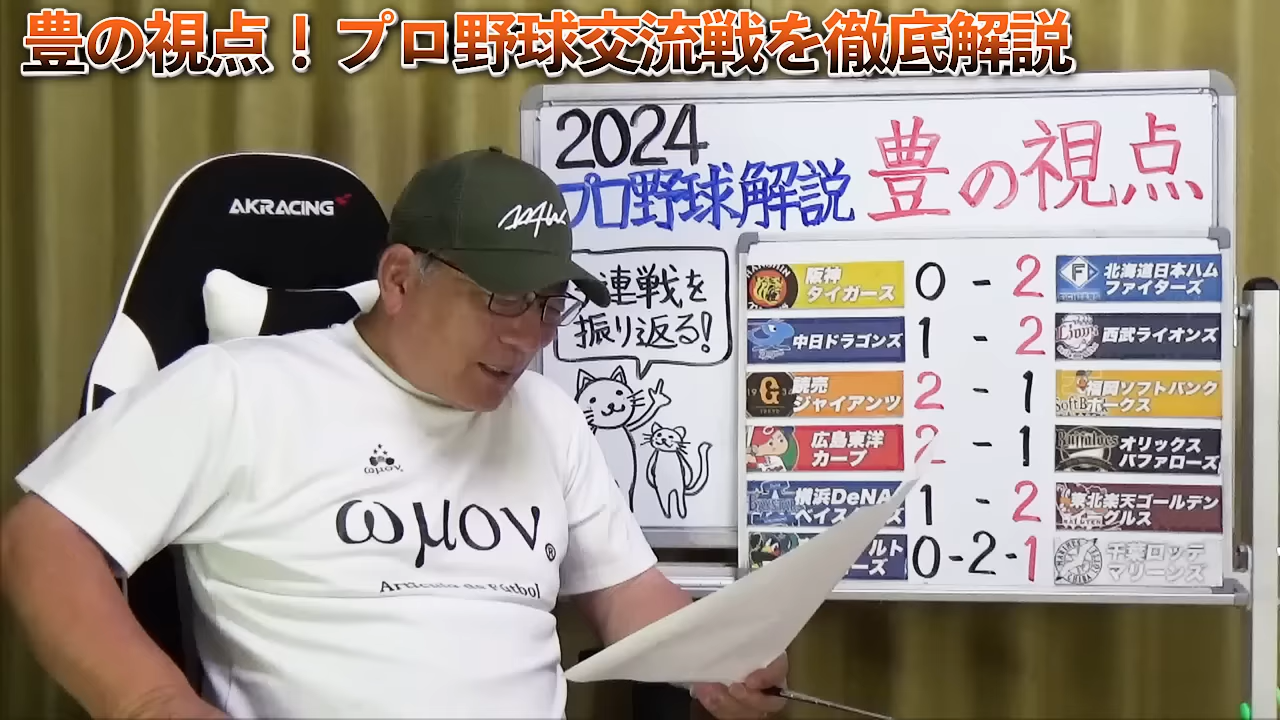 豊の視点！プロ野球交流戦を徹底解説
2024
プロ野球解説
豊の視点
連戦を
振り返る!
AKRACING
ωμον
ωμον®
Artículo de Fútbol
阪神
タイガース
0 - 2
北海道日本ハム
ファイターズ
中日ドラゴンズ
1 - 2
Lions
西武ライオンズ
G
読売
ジャイアンツ
2 - 1
福岡ソフトバンク
ホークス
広島東洋
カープ
2 - 1
Buffaloes
オリックス
バファローズ
横浜DeNA
1 - 2
東北楽天ゴールデン
0-2-1
千葉ロッテ
マリーンズ